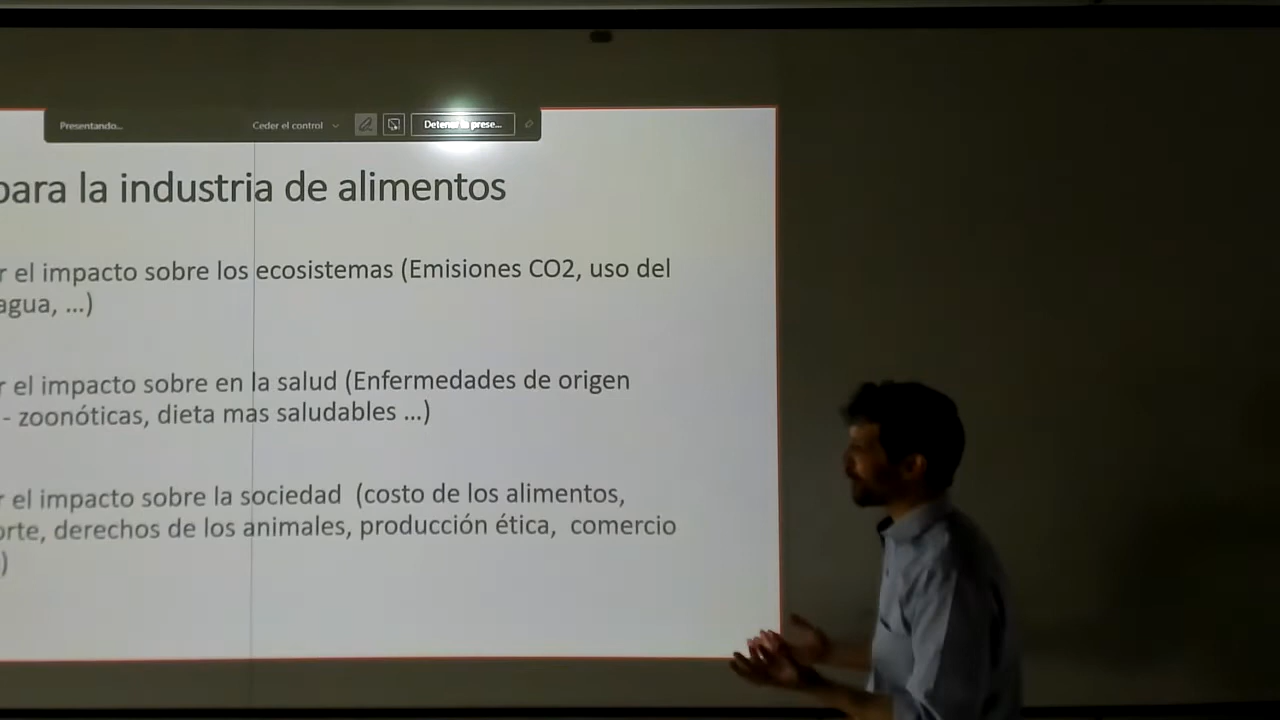 Presentando... Ceder el control prese...
para la industria de alimentos
r el impacto sobre los ecosistemas (Emisiones CO2, uso del
agua, ...)
r el impacto sobre en la salud (Enfermedades de origen
- zoonóticas, dieta mas saludables ...)
r el impacto sobre la sociedad (costo de los alimentos,
orte, derechos de los animales, producción ética, comercio
)